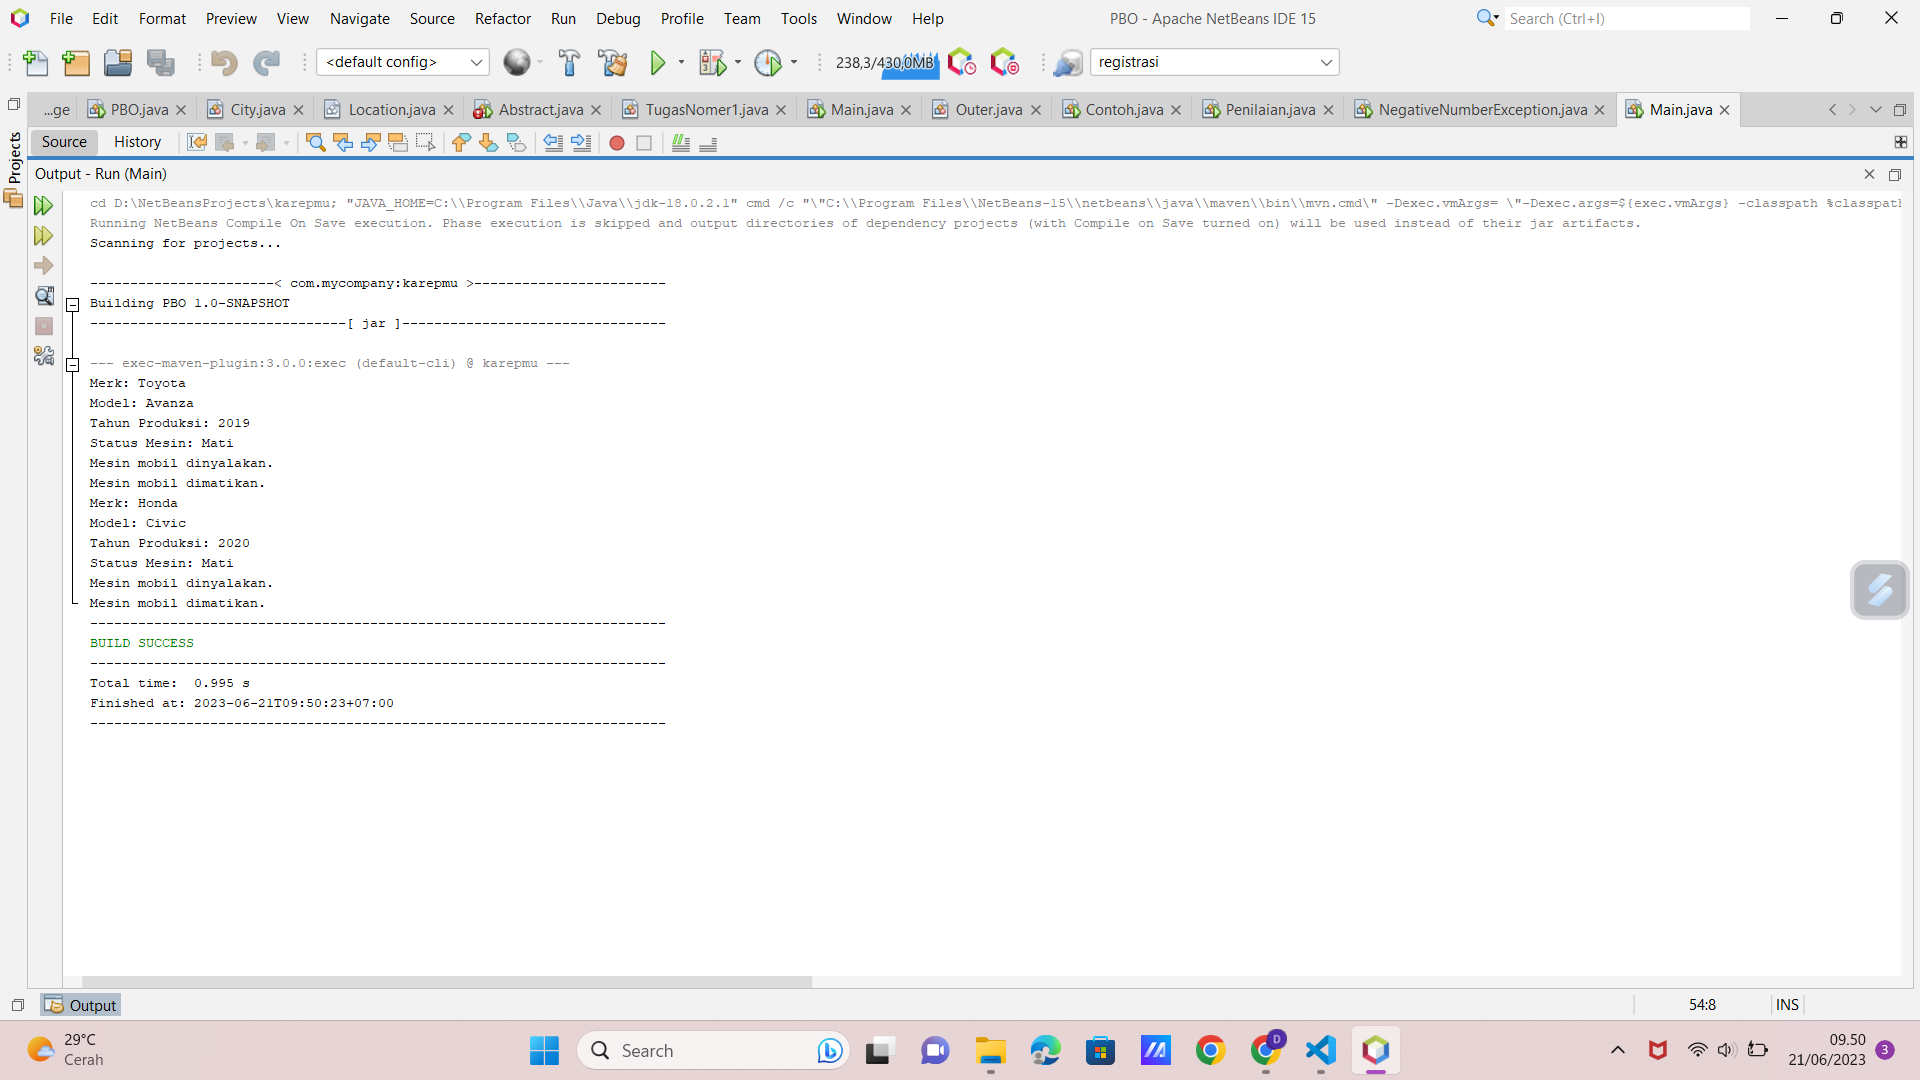 File Edit Format Preview View Navigate Source Refactor Run Debug Profile Team Tools Window Help PBO - Apache NetBeans IDE 15 Search (Ctrl+I)
<default config> 238,3/430,0MB registrasi
...ge PBO.java City.java Location.java Abstract.java TugasNomer1.java Main.java Outer.java Contoh.java Penilaian.java NegativeNumberException.java Main.java
Projects
Source History
Output - Run (Main)
cd D:\NetBeansProjects\karepmu; "JAVA_HOME=C:\\Program Files\\Java\\jdk-18.0.2.1" cmd /c "\"C:\\Program Files\\NetBeans-15\\netbeans\\java\\maven\\bin\\mvn.cmd\" -Dexec.vmArgs= \"-Dexec.args=${exec.vmArgs} -classpath %classpath
Running NetBeans Compile On Save execution. Phase execution is skipped and output directories of dependency projects (with Compile on Save turned on) will be used instead of their jar artifacts.
Scanning for projects...
-----------------------< com.mycompany:karepmu >------------------------
Building PBO 1.0-SNAPSHOT
--------------------------------[ jar ]---------------------------------
--- exec-maven-plugin:3.0.0:exec (default-cli) @ karepmu ---
Merk: Toyota
Model: Avanza
Tahun Produksi: 2019
Status Mesin: Mati
Mesin mobil dinyalakan.
Mesin mobil dimatikan.
Merk: Honda
Model: Civic
Tahun Produksi: 2020
Status Mesin: Mati
Mesin mobil dinyalakan.
Mesin mobil dimatikan.
------------------------------------------------------------------------
BUILD SUCCESS
------------------------------------------------------------------------
Total time:  0.995 s
Finished at: 2023-06-21T09:50:23+07:00
------------------------------------------------------------------------
Output 54:8 INS
29°C
Cerah
Search
D
09.50
21/06/2023
3